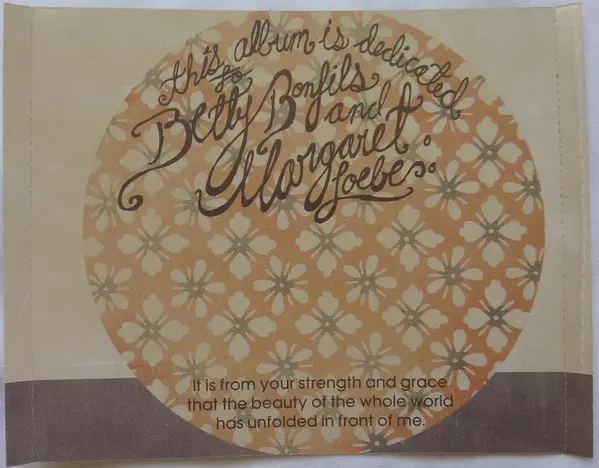 this album is dedicated
to
Betty Bonfils
and
Margaret
Loebe.
It is from your strength and grace
that the beauty of the whole world
has unfolded in front of me.